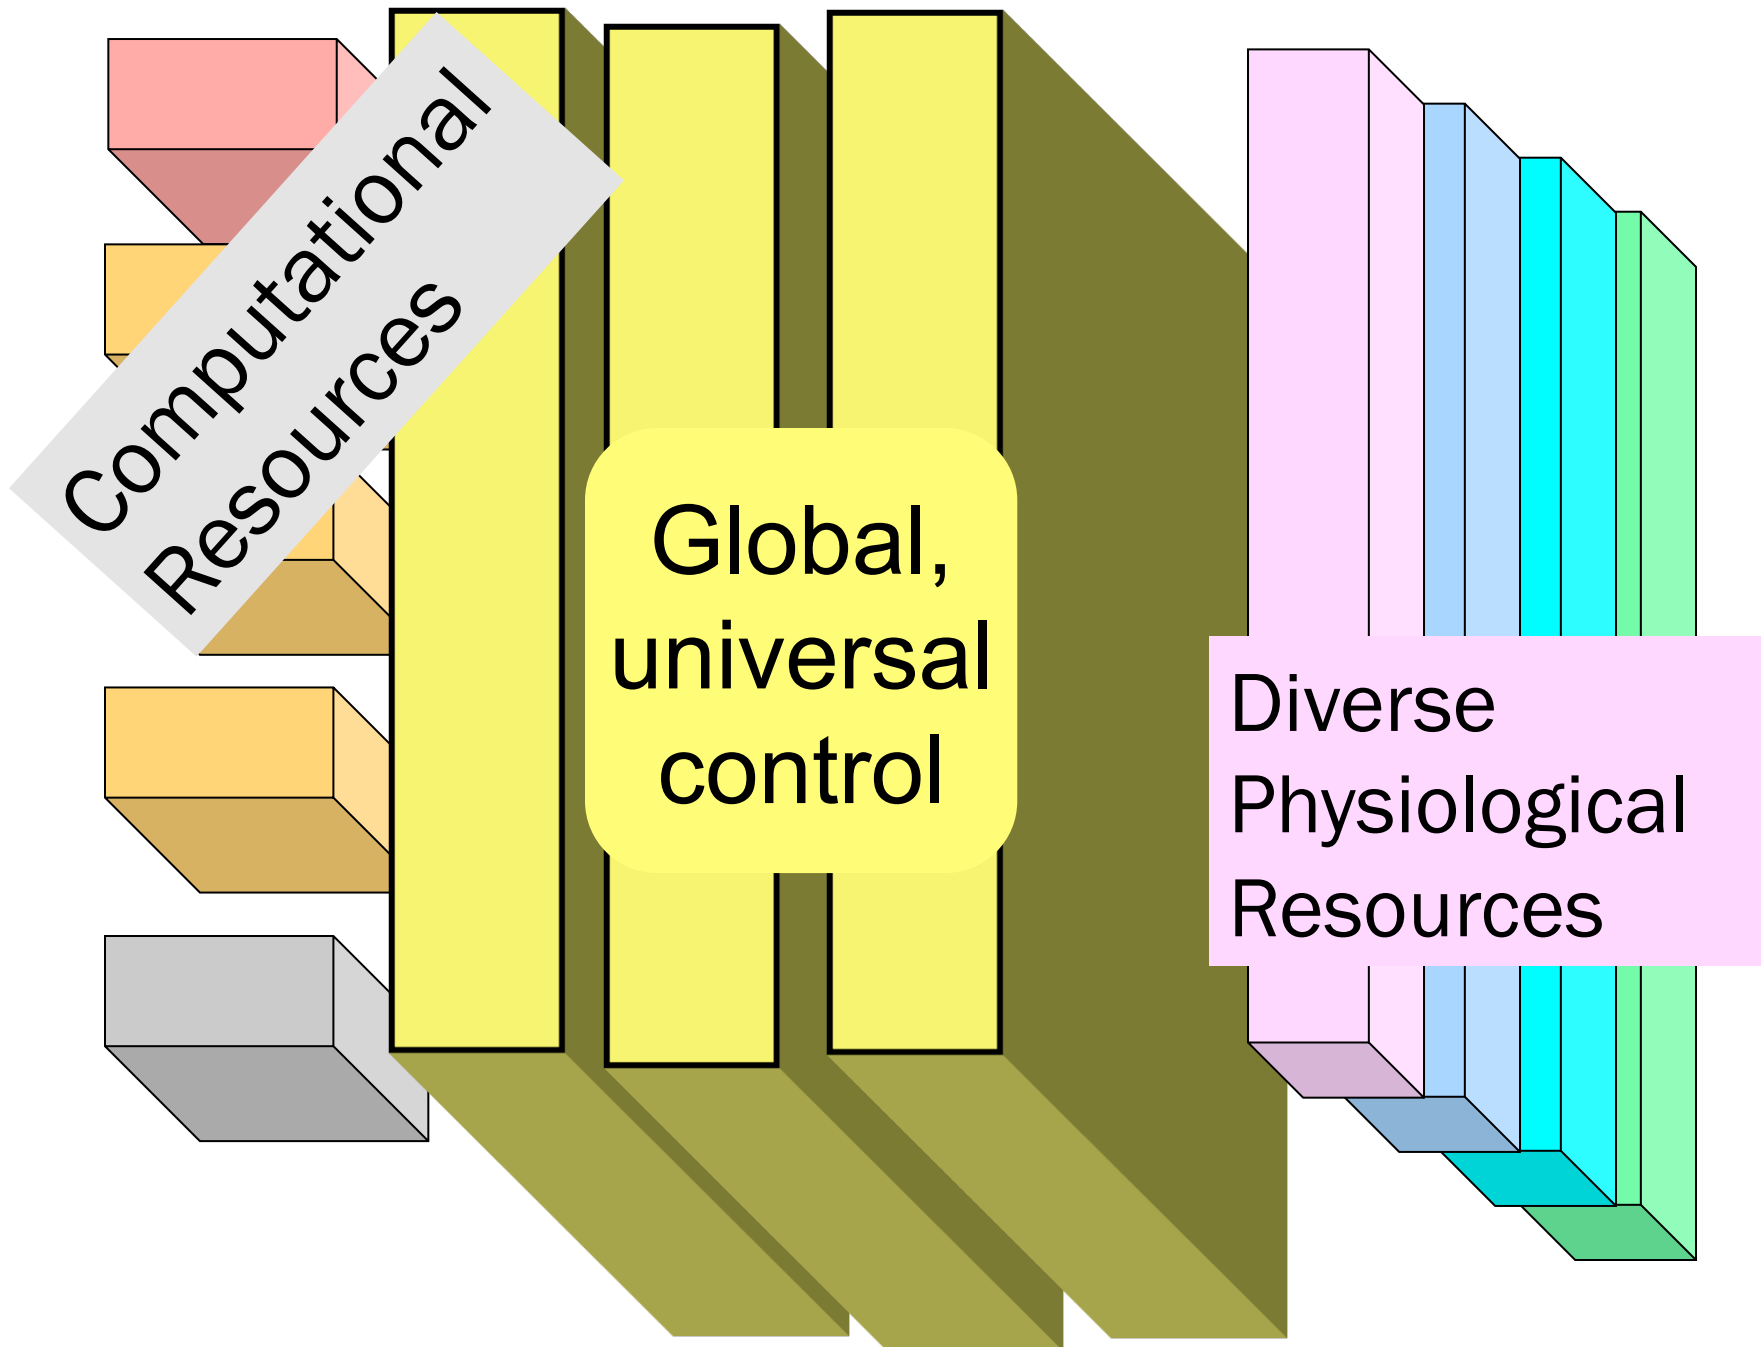 Computational
Resources
Global,
universal
control
Diverse
Physiological
Resources